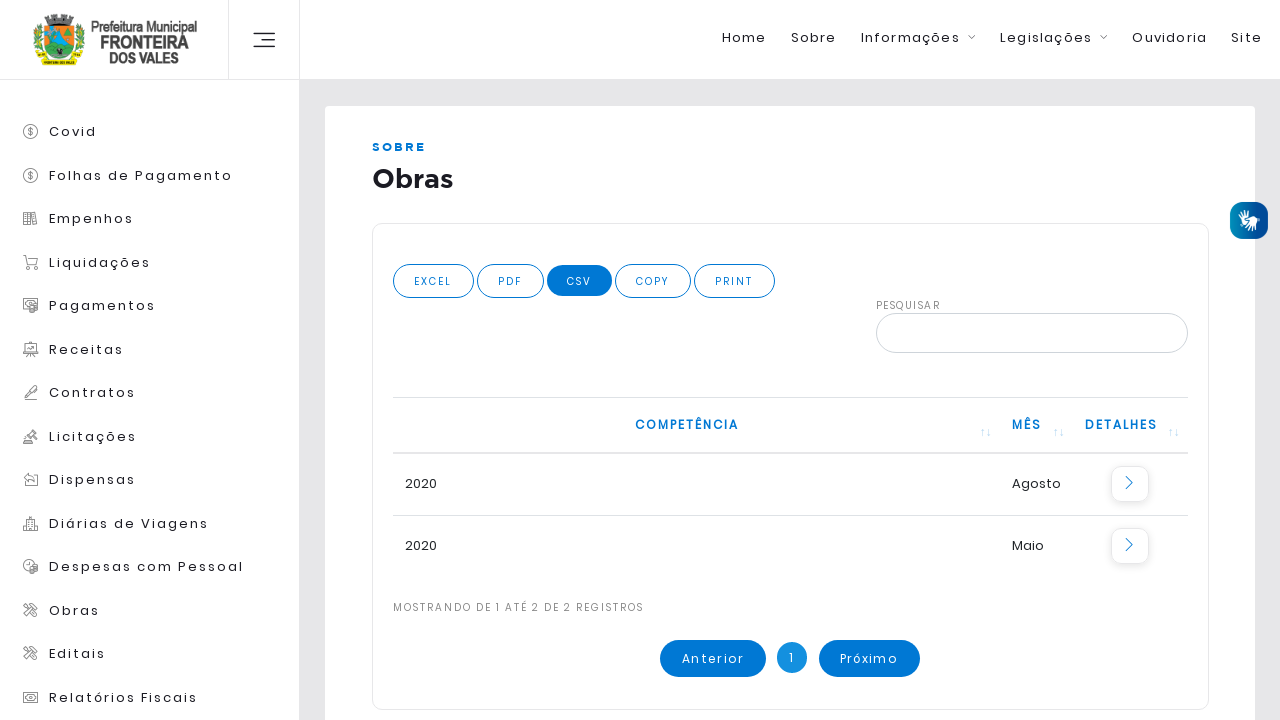 Prefeitura Municipal
FRONTEIRA
DOS VALES
Home Sobre Informações Legislações Ouvidoria Site
Covid
Folhas de Pagamento
Empenhos
Liquidações
Pagamentos
Receitas
Contratos
Licitações
Dispensas
Diárias de Viagens
Despesas com Pessoal
Obras
Editais
Relatórios Fiscais
SOBRE
Obras
EXCEL PDF CSV COPY PRINT
PESQUISAR
COMPETÊNCIA MÊS DETALHES
2020 Agosto
2020 Maio
MOSTRANDO DE 1 ATÉ 2 DE 2 REGISTROS
Anterior 1 Próximo